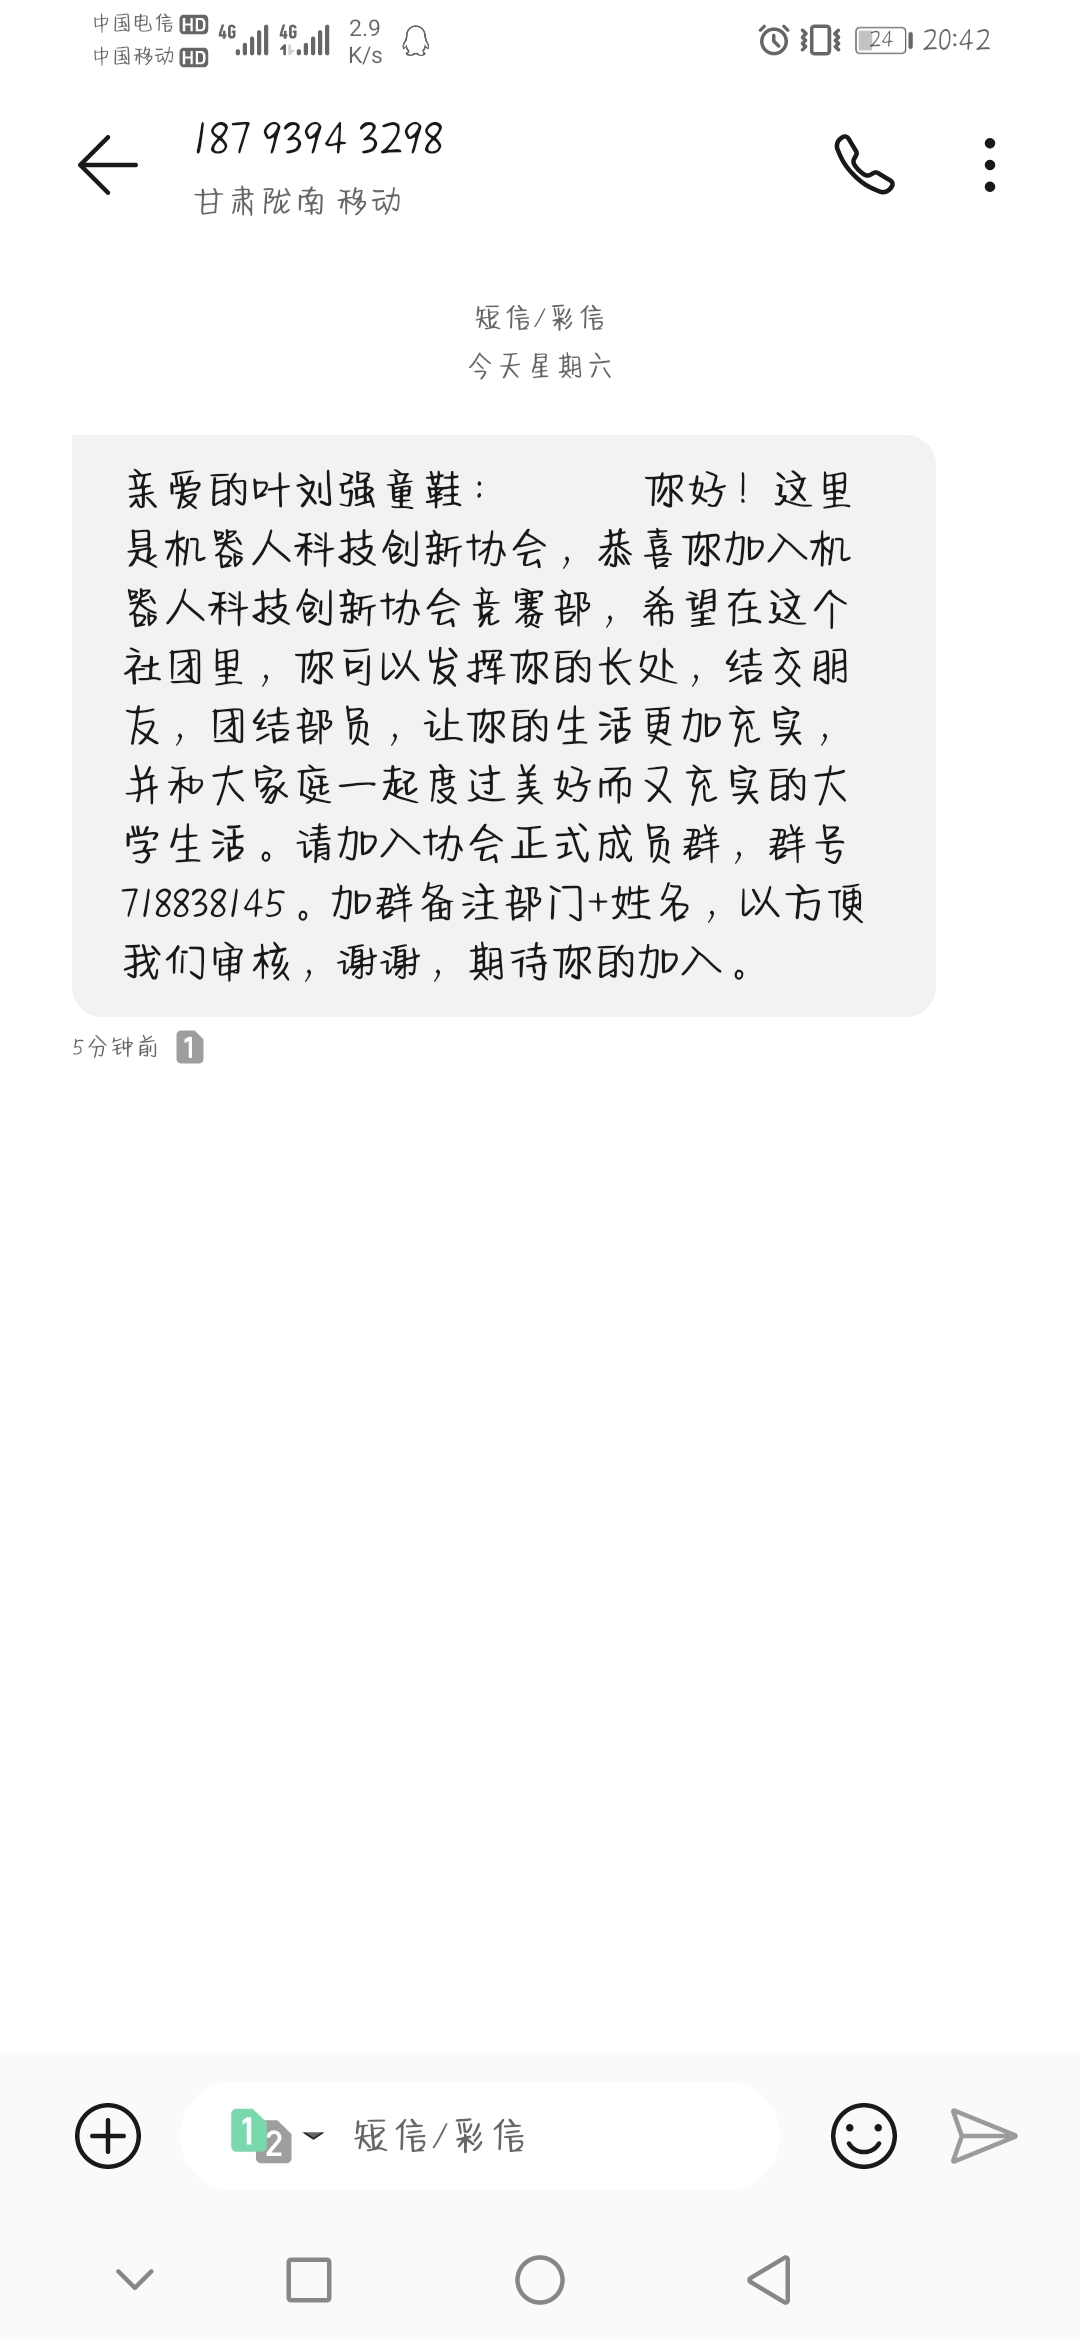 中国电信 HD 4G 4G 2.9 24 20:42
中国移动 HD K/s
187 9394 3298
甘肃陇南 移动
短信/彩信
今天星期六
亲爱的叶刘强童鞋： 你好！这里
是机器人科技创新协会，恭喜你加入机
器人科技创新协会竞赛部，希望在这个
社团里，你可以发挥你的长处，结交朋
友，团结部员，让你的生活更加充实，
并和大家庭一起度过美好而又充实的大
学生活。请加入协会正式成员群，群号
718838145。加群备注部门+姓名，以方便
我们审核，谢谢，期待你的加入。
5分钟前 1
1 2 短信/彩信